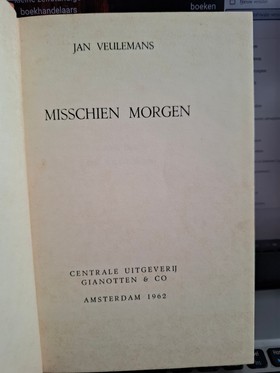 boekhandelaars
boeken
JAN VEULEMANS
MISSCHIEN MORGEN
CENTRALE UITGEVERIJ
GIANOTTEN & CO
AMSTERDAM 1962